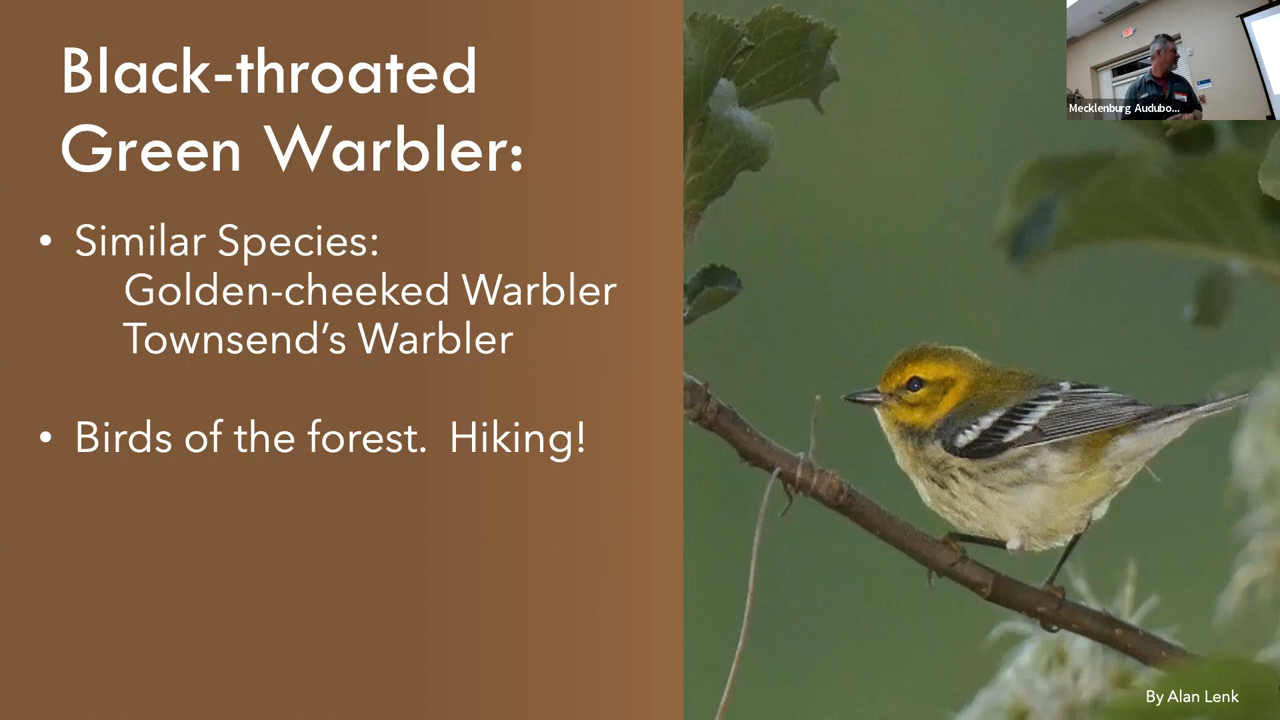 Black-throated
Green Warbler:
• Similar Species:
Golden-cheeked Warbler
Townsend’s Warbler
• Birds of the forest.  Hiking!
Mecklenburg Audubo...
By Alan Lenk